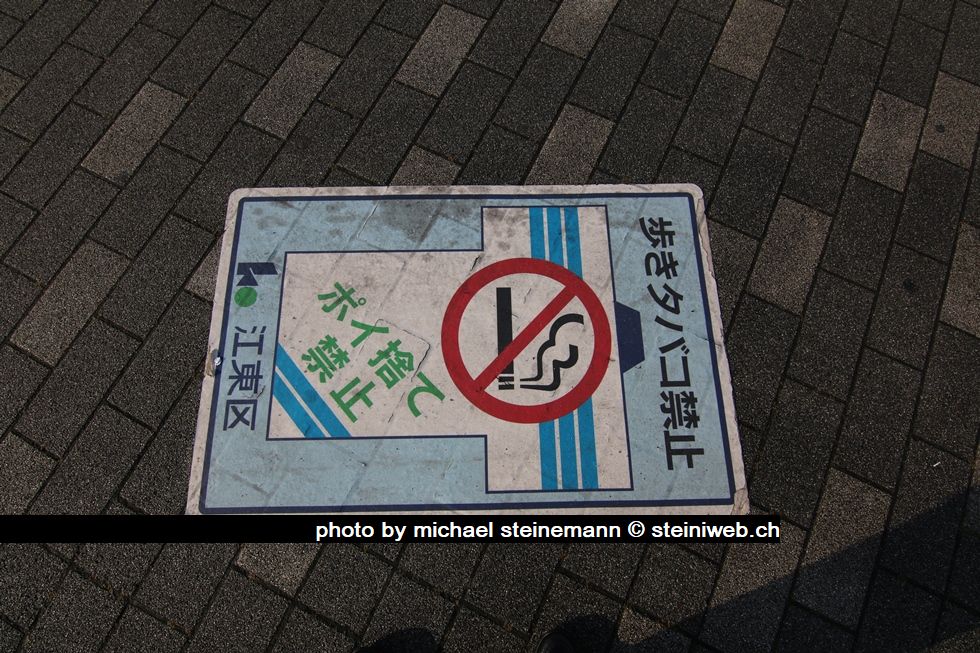 歩きタバコ禁止
ポイ捨て
禁止
江東区
photo by michael steinemann © steiniweb.ch